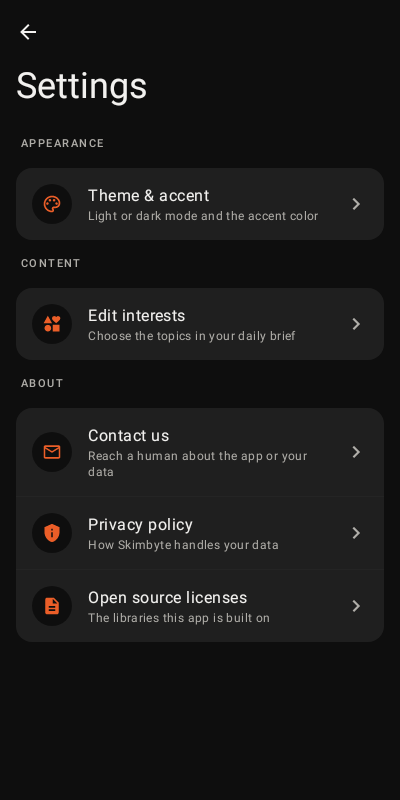 Settings
APPEARANCE
Theme & accent
Light or dark mode and the accent color
CONTENT
Edit interests
Choose the topics in your daily brief
ABOUT
Contact us
Reach a human about the app or your
data
Privacy policy
How Skimbyte handles your data
Open source licenses
The libraries this app is built on